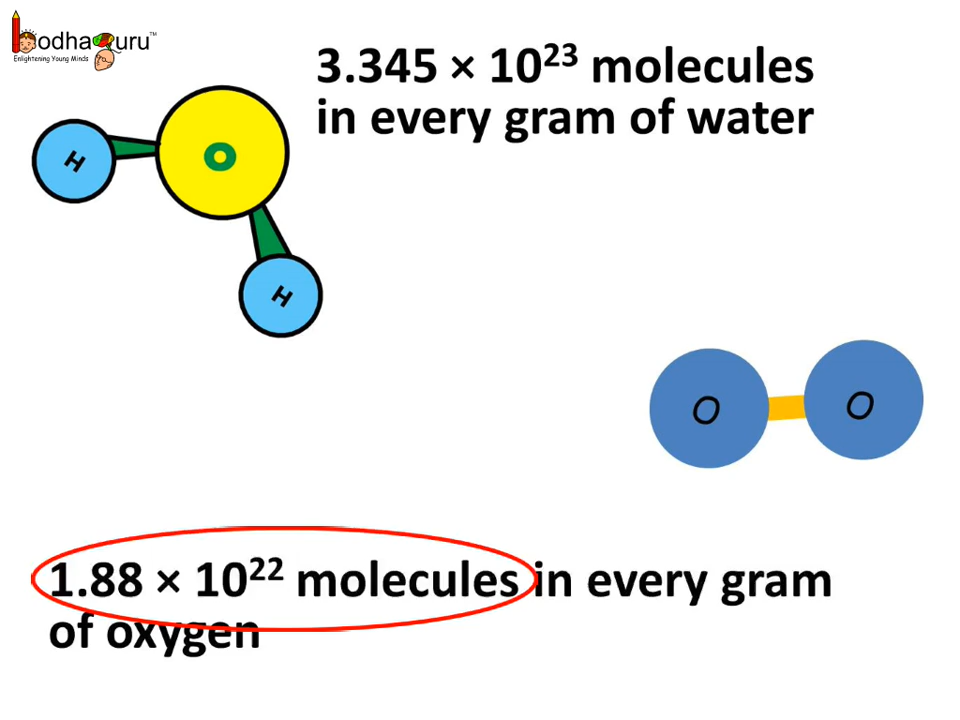 BodhaGuru™
Enlightening Young Minds
3.345 × 10²³ molecules
in every gram of water
H
O
H
O O
1.88 × 10²² molecules in every gram
of oxygen